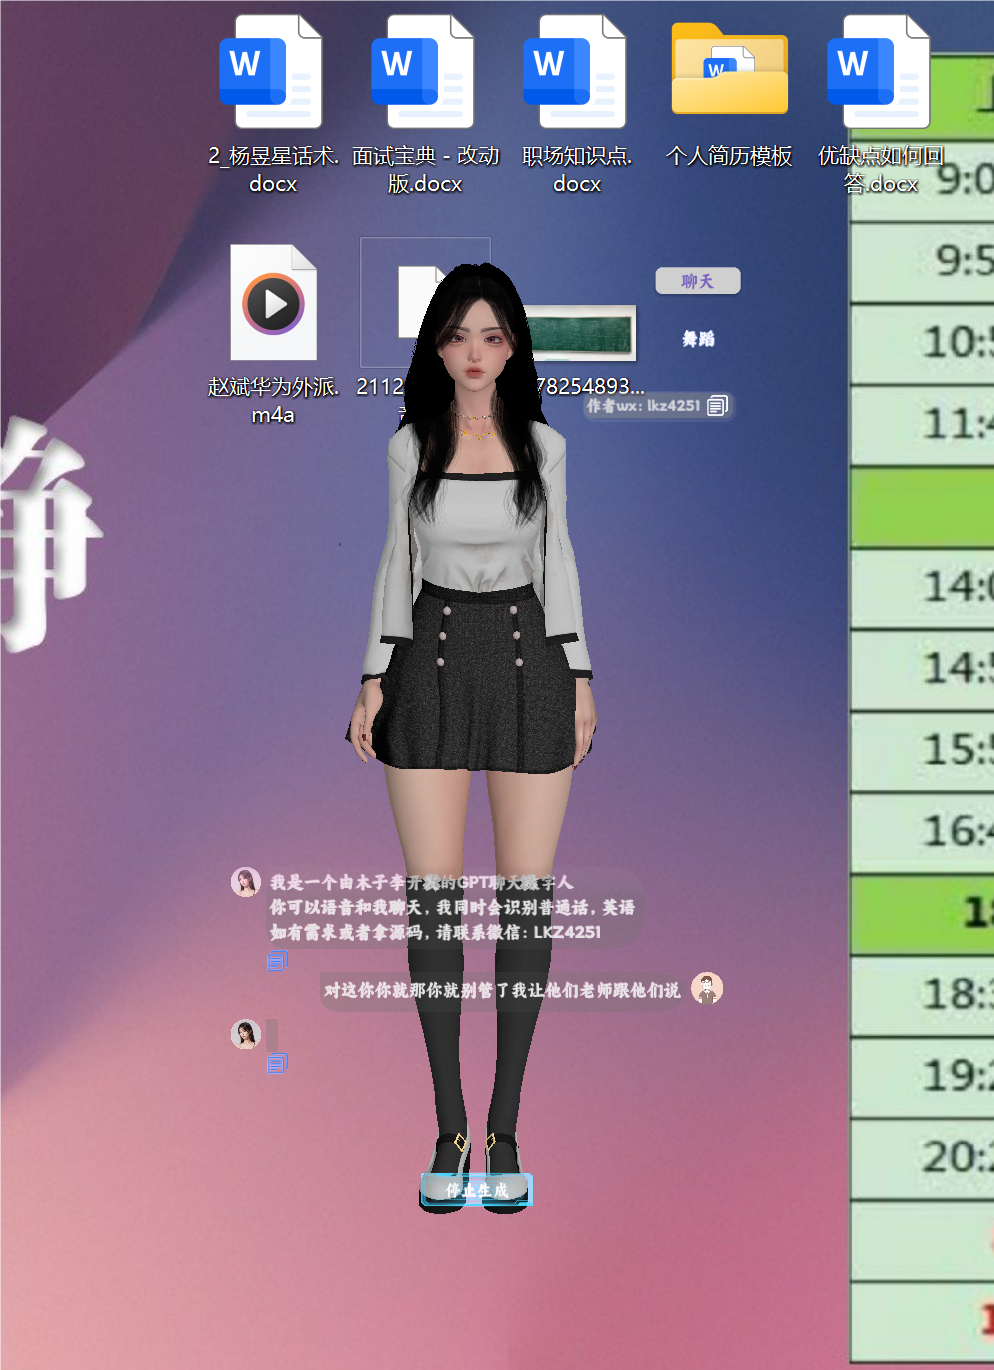 W
W
W
W
W
2_杨昱星话术.
docx
面试宝典 - 改动
版.docx
职场知识点.
docx
个人简历模板
优缺点如何回
答.docx
赵斌华为外派.
m4a
2112
78254893...
聊天
舞蹈
作者wx: lkz4251
静
我是一个由木子李开发的GPT聊天数字人
你可以语音和我聊天, 我同时会识别普通话, 英语
如有需求或者拿源码, 请联系微信: LKZ4251
对这你你就那你就别管了我让他们老师跟他们说
停止生成
9:0
9:5
10:5
11:4
14:0
14:5
15:5
16:4
18
18:3
19:2
20:2